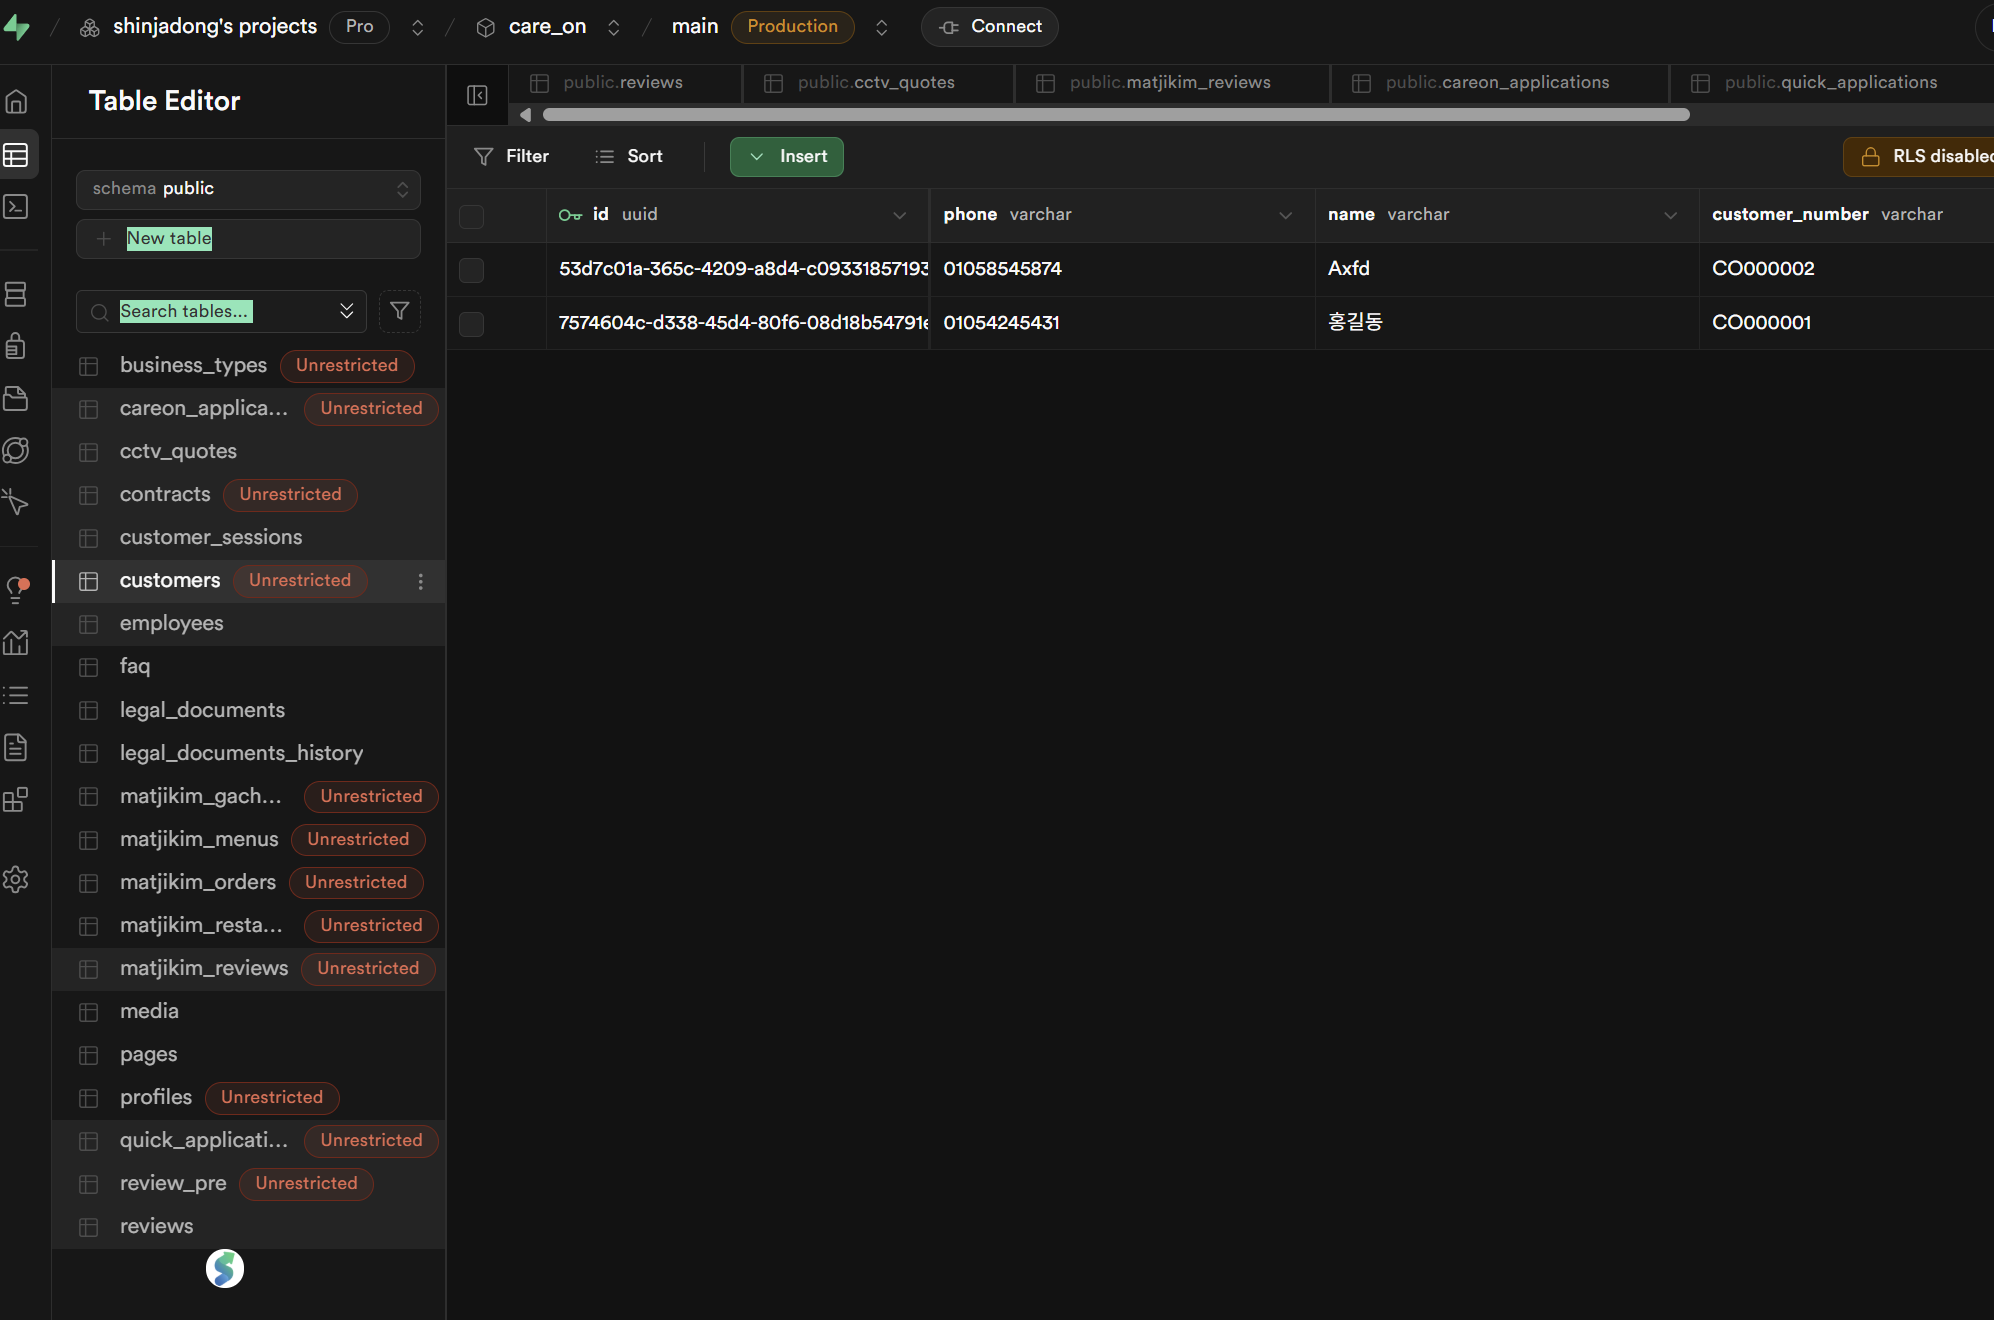 shinjadong's projects Pro / care_on / main Production Connect
Table Editor
public.reviews public.cctv_quotes public.matjikim_reviews public.careon_applications public.quick_applications
Filter Sort Insert RLS disabled
schema public
New table
Search tables...
id uuid phone varchar name varchar customer_number varchar
53d7c01a-365c-4209-a8d4-c09331857193 01058545874 Axfd CO000002
7574604c-d338-45d4-80f6-08d18b54791e 01054245431 홍길동 CO000001
business_types Unrestricted
careon_applica... Unrestricted
cctv_quotes
contracts Unrestricted
customer_sessions
customers Unrestricted
employees
faq
legal_documents
legal_documents_history
matjikim_gach... Unrestricted
matjikim_menus Unrestricted
matjikim_orders Unrestricted
matjikim_resta... Unrestricted
matjikim_reviews Unrestricted
media
pages
profiles Unrestricted
quick_applicati... Unrestricted
review_pre Unrestricted
reviews